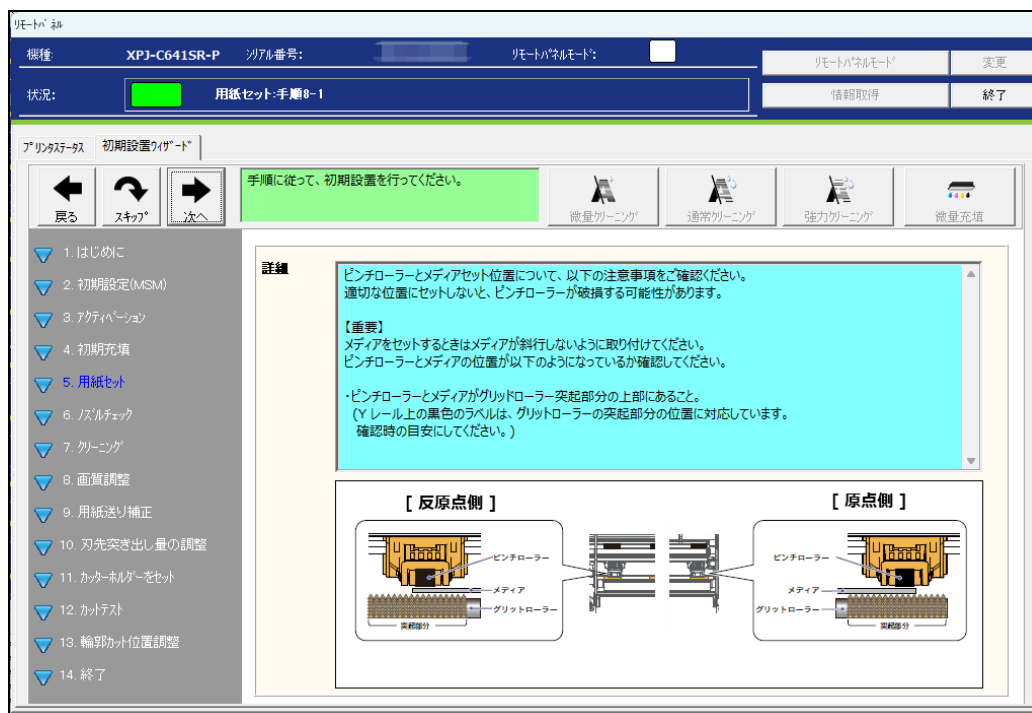 リモートパネル
機種: XPJ-C641SR-P シリアル番号: リモートパネルモード:
リモートパネルモード 変更
状況: 用紙セット:手順8-1
情報取得 終了
プリンタステータス 初期設置ウィザード
戻る スキップ 次へ
手順に従って、初期設置を行ってください。
微量クリーニング 通常クリーニング 強力クリーニング 微量充填
1. はじめに
2. 初期設定(MSM)
3. アクティベーション
4. 初期充填
5. 用紙セット
6. ノズルチェック
7. クリーニング
8. 画質調整
9. 用紙送り補正
10. 刃先突き出し量の調整
11. カッターホルダーをセット
12. カットテスト
13. 輪郭カット位置調整
14. 終了
詳細
ピンチローラーとメディアセット位置について、以下の注意事項をご確認ください。
適切な位置にセットしないと、ピンチローラーが破損する可能性があります。
【重要】
メディアをセットするときはメディアが斜行しないように取り付けてください。
ピンチローラーとメディアの位置が以下のようになっているか確認してください。
・ピンチローラーとメディアがグリッドローラー突起部分の上部にあること。
(Y レール上の黒色のラベルは、グリットローラーの突起部分の位置に対応しています。
確認時の目安にしてください。)
[ 反原点側 ]
ピンチローラー
メディア
グリットローラー
突起部分
[ 原点側 ]
ピンチローラー
メディア
グリットローラー
突起部分